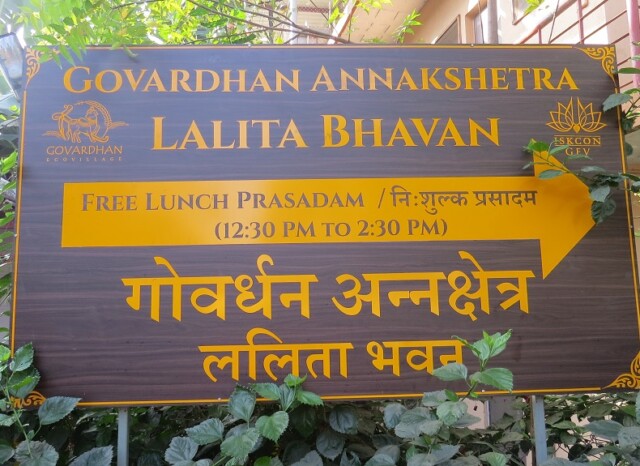 GOVARDHAN ANNAKSHETRA
LALITA BHAVAN
GOVARDHAN
ECOVILLAGE
ISKCON
GEV
FREE LUNCH PRASADAM / निःशुल्क प्रसादम
(12:30 PM TO 2:30 PM)
गोवर्धन अन्नक्षेत्र
ललिता भवन